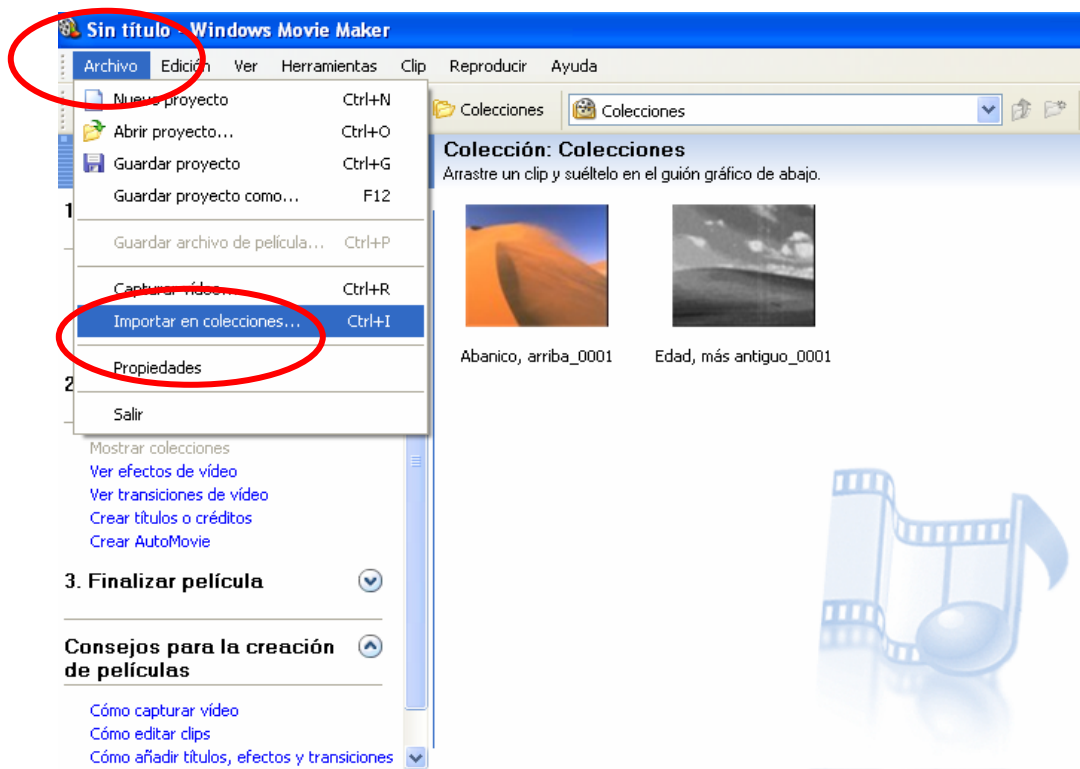 Sin título - Windows Movie Maker
Archivo Edición Ver Herramientas Clip Reproducir Ayuda
Nuevo proyecto Ctrl+N
Abrir proyecto... Ctrl+O
Guardar proyecto Ctrl+G
Guardar proyecto como... F12
Guardar archivo de película... Ctrl+P
Capturar vídeo... Ctrl+R
Importar en colecciones... Ctrl+I
Propiedades
Salir
Colecciones Colecciones
Colección: Colecciones
Arrastre un clip y suéltelo en el guión gráfico de abajo.
Abanico, arriba_0001 Edad, más antiguo_0001
1
2
Mostrar colecciones
Ver efectos de vídeo
Ver transiciones de vídeo
Crear títulos o créditos
Crear AutoMovie
3. Finalizar película
Consejos para la creación
de películas
Cómo capturar vídeo
Cómo editar clips
Cómo añadir títulos, efectos y transiciones